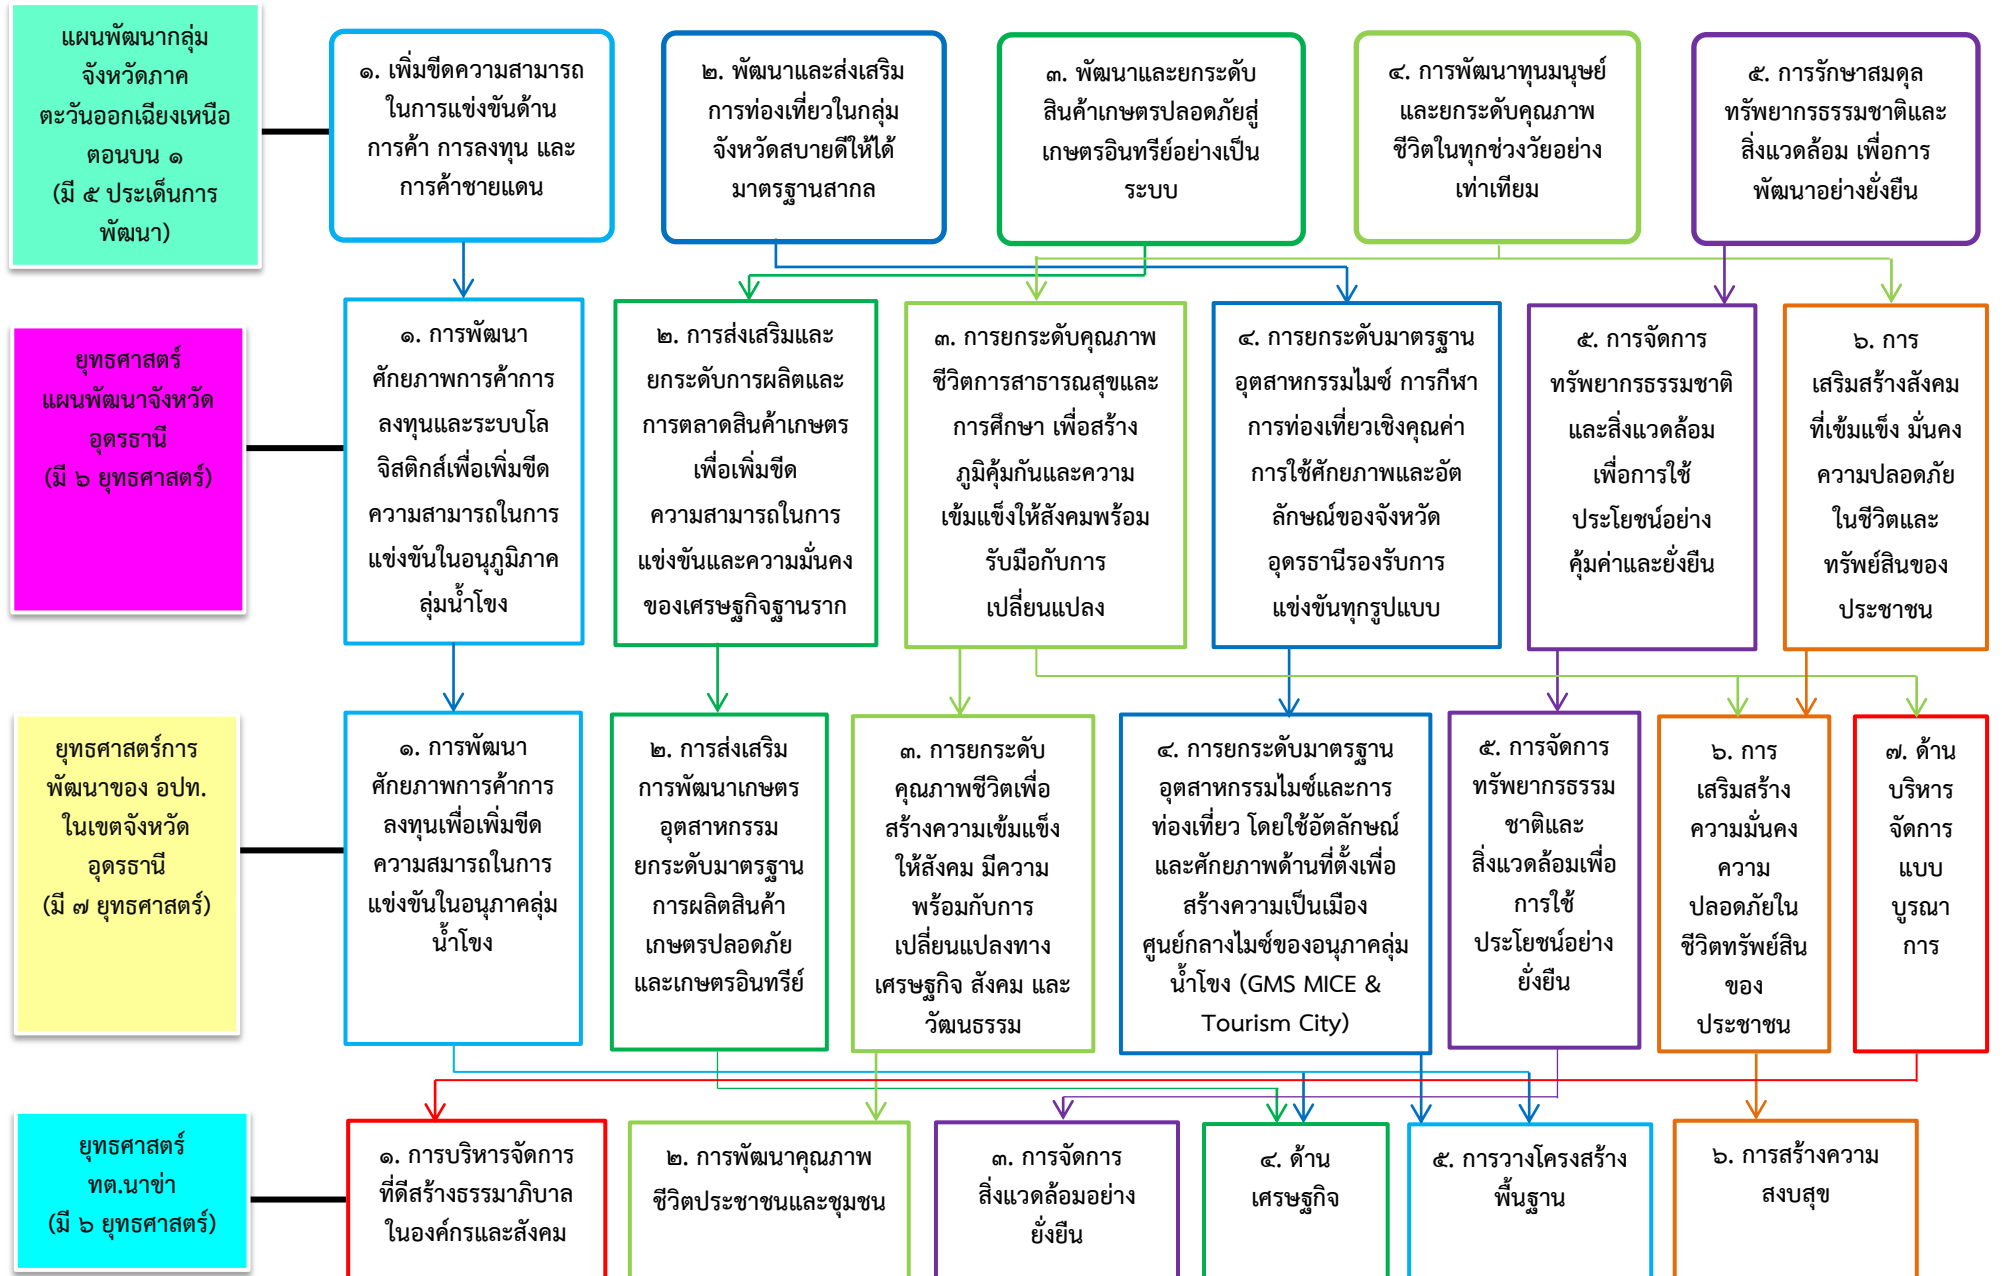 แผนพัฒนากลุ่ม
จังหวัดภาค
ตะวันออกเฉียงเหนือ
ตอนบน ๑
(มี ๕ ประเด็นการ
พัฒนา)
๑. เพิ่มขีดความสามารถ
ในการแข่งขันด้าน
การค้า การลงทุน และ
การค้าชายแดน
๒. พัฒนาและส่งเสริม
การท่องเที่ยวในกลุ่ม
จังหวัดสบายดีให้ได้
มาตรฐานสากล
๓. พัฒนาและยกระดับ
สินค้าเกษตรปลอดภัยสู่
เกษตรอินทรีย์อย่างเป็น
ระบบ
๔. การพัฒนาทุนมนุษย์
และยกระดับคุณภาพ
ชีวิตในทุกช่วงวัยอย่าง
เท่าเทียม
๕. การรักษาสมดุล
ทรัพยากรธรรมชาติและ
สิ่งแวดล้อม เพื่อการ
พัฒนาอย่างยั่งยืน
ยุทธศาสตร์
แผนพัฒนาจังหวัด
อุดรธานี
(มี ๖ ยุทธศาสตร์)
๑. การพัฒนา
ศักยภาพการค้าการ
ลงทุนและระบบโล
จิสติกส์เพื่อเพิ่มขีด
ความสามารถในการ
แข่งขันในอนุภูมิภาค
ลุ่มน้ำโขง
๒. การส่งเสริมและ
ยกระดับการผลิตและ
การตลาดสินค้าเกษตร
เพื่อเพิ่มขีด
ความสามารถในการ
แข่งขันและความมั่นคง
ของเศรษฐกิจฐานราก
๓. การยกระดับคุณภาพ
ชีวิตการสาธารณสุขและ
การศึกษา เพื่อสร้าง
ภูมิคุ้มกันและความ
เข้มแข็งให้สังคมพร้อม
รับมือกับการ
เปลี่ยนแปลง
๔. การยกระดับมาตรฐาน
อุตสาหกรรมไมซ์ การกีฬา
การท่องเที่ยวเชิงคุณค่า
การใช้ศักยภาพและอัต
ลักษณ์ของจังหวัด
อุดรธานีรองรับการ
แข่งขันทุกรูปแบบ
๕. การจัดการ
ทรัพยากรธรรมชาติ
และสิ่งแวดล้อม
เพื่อการใช้
ประโยชน์อย่าง
คุ้มค่าและยั่งยืน
๖. การ
เสริมสร้างสังคม
ที่เข้มแข็ง มั่นคง
ความปลอดภัย
ในชีวิตและ
ทรัพย์สินของ
ประชาชน
ยุทธศาสตร์การ
พัฒนาของ อปท.
ในเขตจังหวัด
อุดรธานี
(มี ๗ ยุทธศาสตร์)
๑. การพัฒนา
ศักยภาพการค้าการ
ลงทุนเพื่อเพิ่มขีด
ความสมารถในการ
แข่งขันในอนุภาคลุ่ม
น้ำโขง
๒. การส่งเสริม
การพัฒนาเกษตร
อุตสาหกรรม
ยกระดับมาตรฐาน
การผลิตสินค้า
เกษตรปลอดภัย
และเกษตรอินทรีย์
๓. การยกระดับ
คุณภาพชีวิตเพื่อ
สร้างความเข้มแข็ง
ให้สังคม มีความ
พร้อมกับการ
เปลี่ยนแปลงทาง
เศรษฐกิจ สังคม และ
วัฒนธรรม
๔. การยกระดับมาตรฐาน
อุตสาหกรรมไมซ์และการ
ท่องเที่ยว โดยใช้อัตลักษณ์
และศักยภาพด้านที่ตั้งเพื่อ
สร้างความเป็นเมือง
ศูนย์กลางไมซ์ของอนุภาคลุ่ม
น้ำโขง (GMS MICE &
Tourism City)
๕. การจัดการ
ทรัพยากรธรรม
ชาติและ
สิ่งแวดล้อมเพื่อ
การใช้
ประโยชน์อย่าง
ยั่งยืน
๖. การ
เสริมสร้าง
ความมั่นคง
ความ
ปลอดภัยใน
ชีวิตทรัพย์สิน
ของ
ประชาชน
๗. ด้าน
บริหาร
จัดการ
แบบ
บูรณา
การ
ยุทธศาสตร์
ทต.นาข่า
(มี ๖ ยุทธศาสตร์)
๑. การบริหารจัดการ
ที่ดีสร้างธรรมาภิบาล
ในองค์กรและสังคม
๒. การพัฒนาคุณภาพ
ชีวิตประชาชนและชุมชน
๓. การจัดการ
สิ่งแวดล้อมอย่าง
ยั่งยืน
๔. ด้าน
เศรษฐกิจ
๕. การวางโครงสร้าง
พื้นฐาน
๖. การสร้างความ
สงบสุข